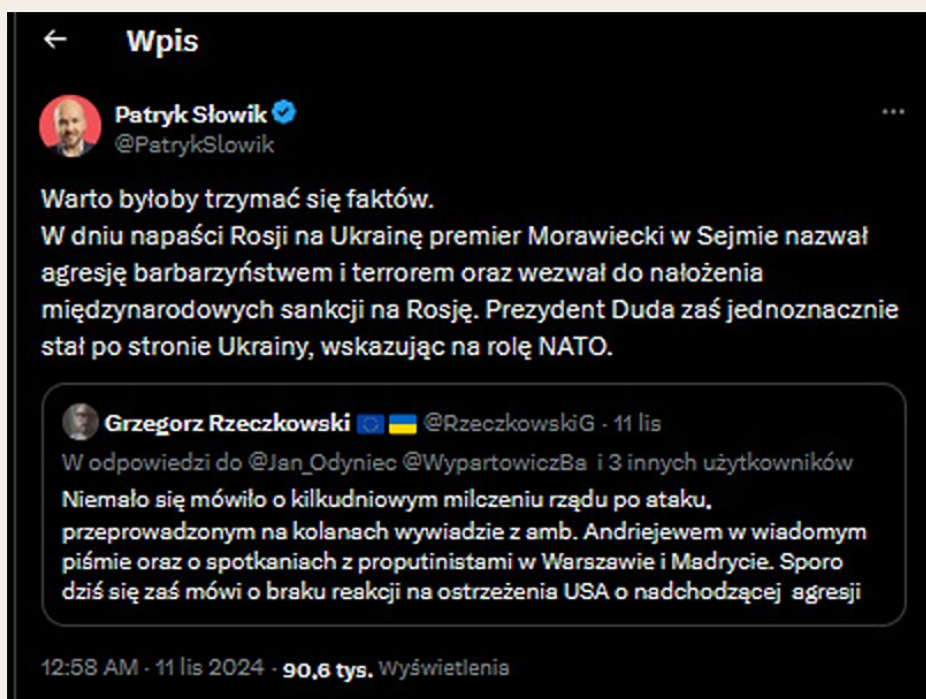 Wpis
Patryk Słowik
@PatrykSlowik
Warto byłoby trzymać się faktów.
W dniu napaści Rosji na Ukrainę premier Morawiecki w Sejmie nazwał
agresję barbarzyństwem i terrorem oraz wezwał do nałożenia
międzynarodowych sankcji na Rosję. Prezydent Duda zaś jednoznacznie
stał po stronie Ukrainy, wskazując na rolę NATO.
Grzegorz Rzeczkowski 🇪🇺 🇺🇦 @RzeczkowskiG · 11 lis
W odpowiedzi do @Jan_Odyniec @WypartowiczBa i 3 innych użytkowników
Niemało się mówiło o kilkudniowym milczeniu rządu po ataku,
przeprowadzonym na kolanach wywiadzie z amb. Andriejewem w wiadomym
piśmie oraz o spotkaniach z proputinistami w Warszawie i Madrycie. Sporo
dziś się zaś mówi o braku reakcji na ostrzeżenia USA o nadchodzącej agresji
12:58 AM · 11 lis 2024 · 90,6 tys. Wyświetlenia